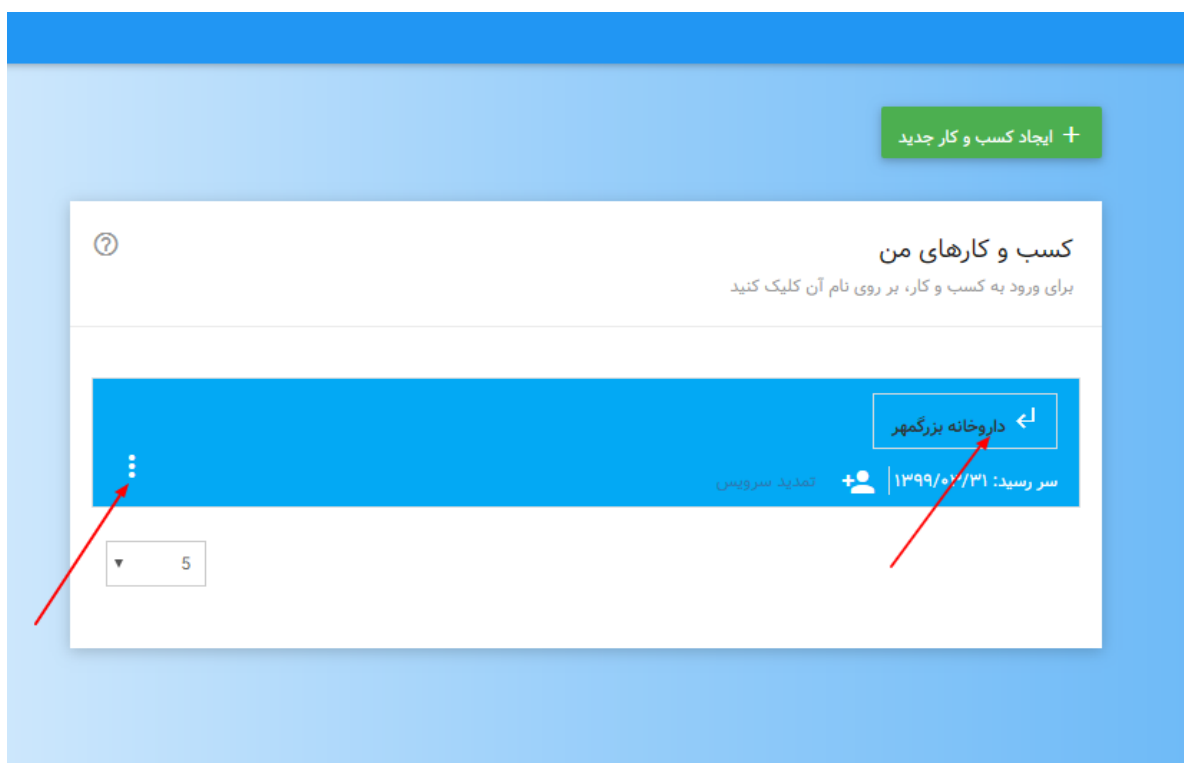 + ایجاد کسب و کار جدید
کسب و کارهای من
برای ورود به کسب و کار، بر روی نام آن کلیک کنید
داروخانه بزرگمهر
سر رسید: ۱۳۹۹/۰۳/۳۱ تمدید سرویس
5